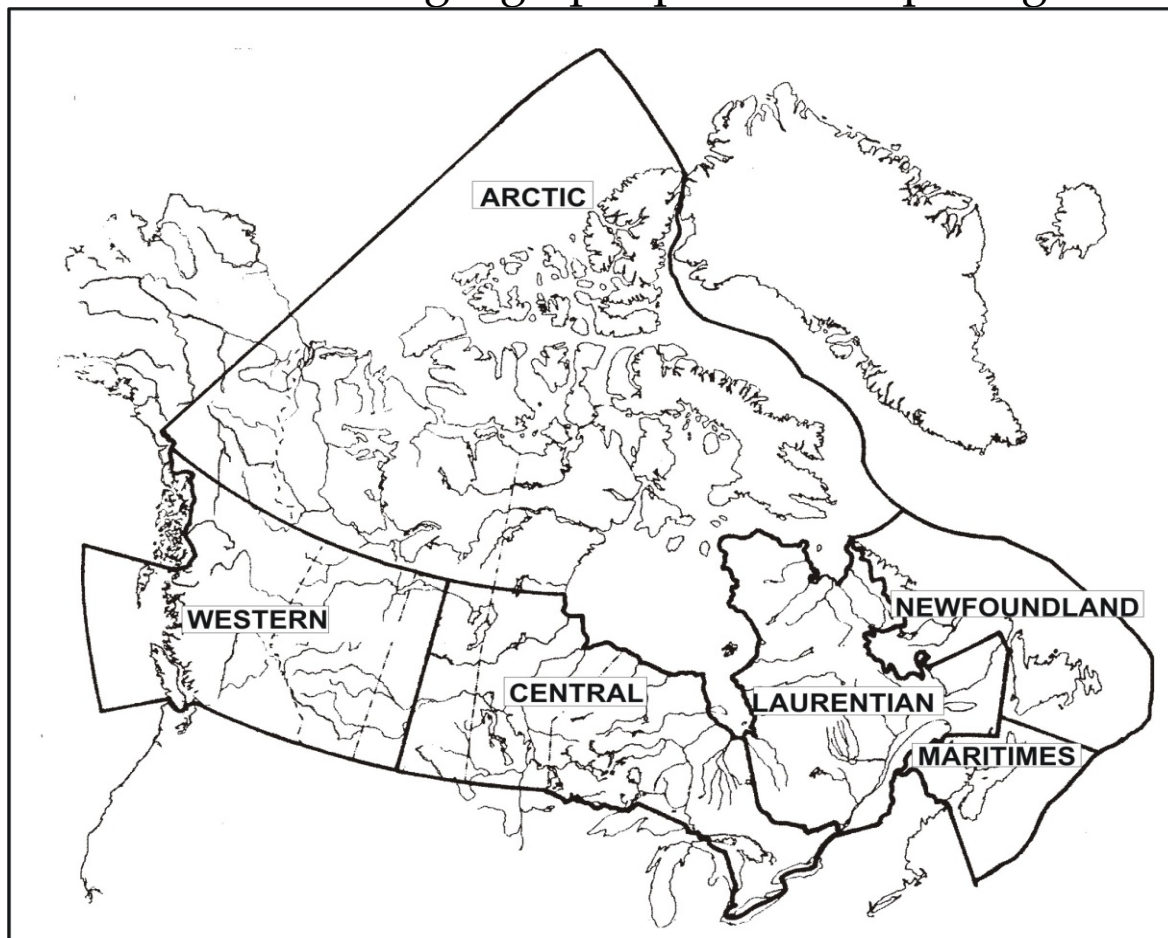 ARCTIC
WESTERN
NEWFOUNDLAND
CENTRAL
LAURENTIAN
MARITIMES